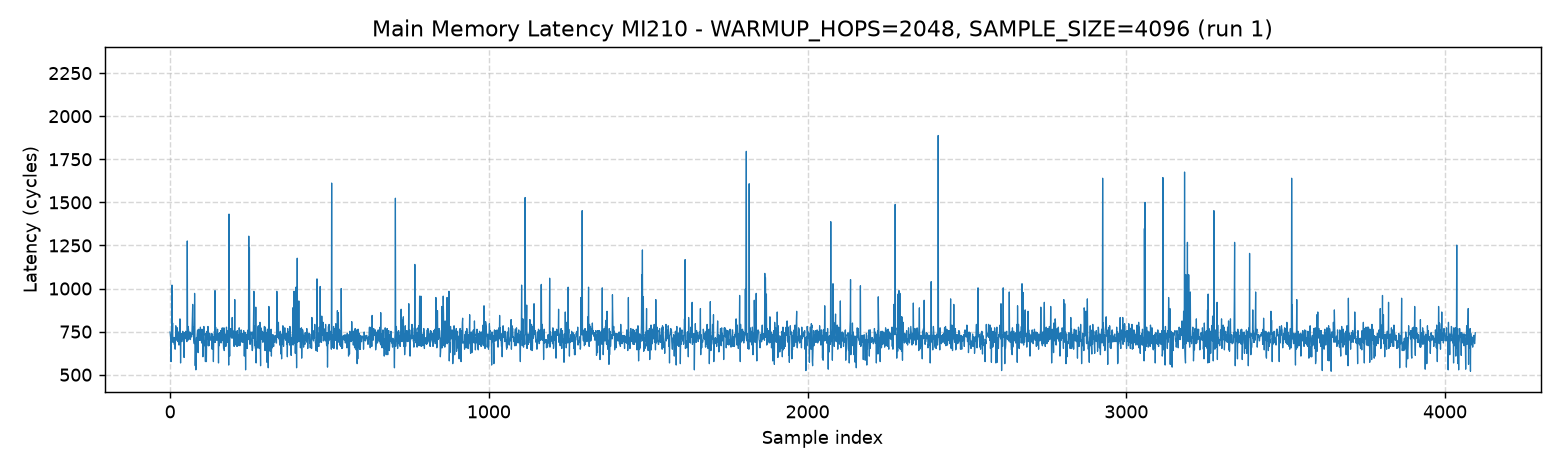 Main Memory Latency MI210 - WARMUP_HOPS=2048, SAMPLE_SIZE=4096 (run 1)
Latency (cycles)
2250
2000
1750
1500
1250
1000
750
500
0 1000 2000 3000 4000
Sample index